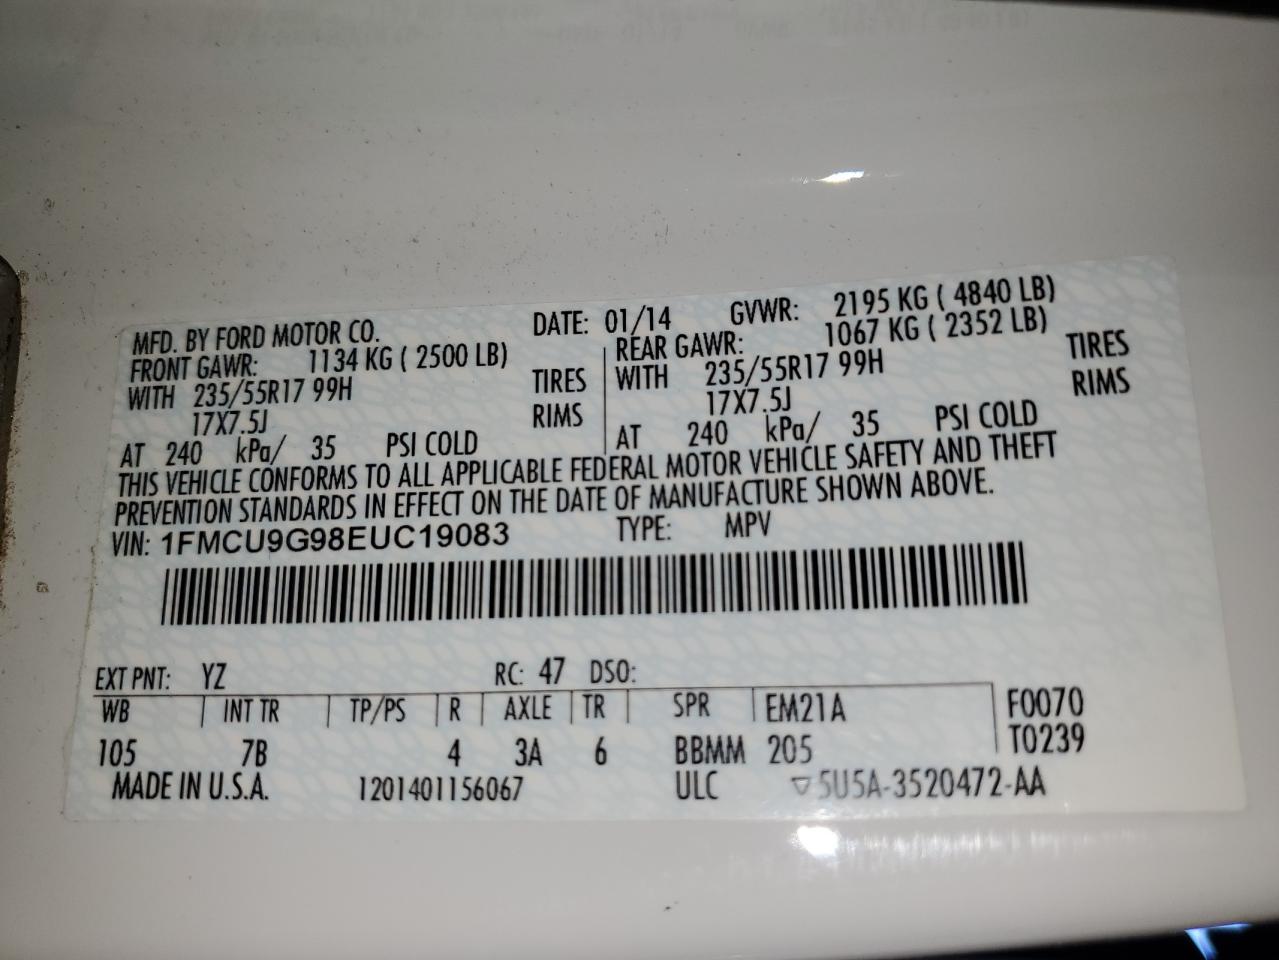 MFD. BY FORD MOTOR CO. DATE: 01/14 GVWR: 2195 KG ( 4840 LB)
FRONT GAWR: 1134 KG ( 2500 LB) REAR GAWR: 1067 KG ( 2352 LB)
WITH 235/55R17 99H TIRES WITH 235/55R17 99H TIRES
17X7.5J RIMS 17X7.5J RIMS
AT 240 kPa/ 35 PSI COLD AT 240 kPa/ 35 PSI COLD
THIS VEHICLE CONFORMS TO ALL APPLICABLE FEDERAL MOTOR VEHICLE SAFETY AND THEFT
PREVENTION STANDARDS IN EFFECT ON THE DATE OF MANUFACTURE SHOWN ABOVE.
VIN: 1FMCU9G98EUC19083 TYPE: MPV
EXT PNT: YZ RC: 47 DSO:
WB INT TR TP/PS R AXLE TR SPR EM21A F0070
105 7B 4 3A 6 BBMM 205 T0239
MADE IN U.S.A. 1201401156067 ULC ▽5U5A-3520472-AA